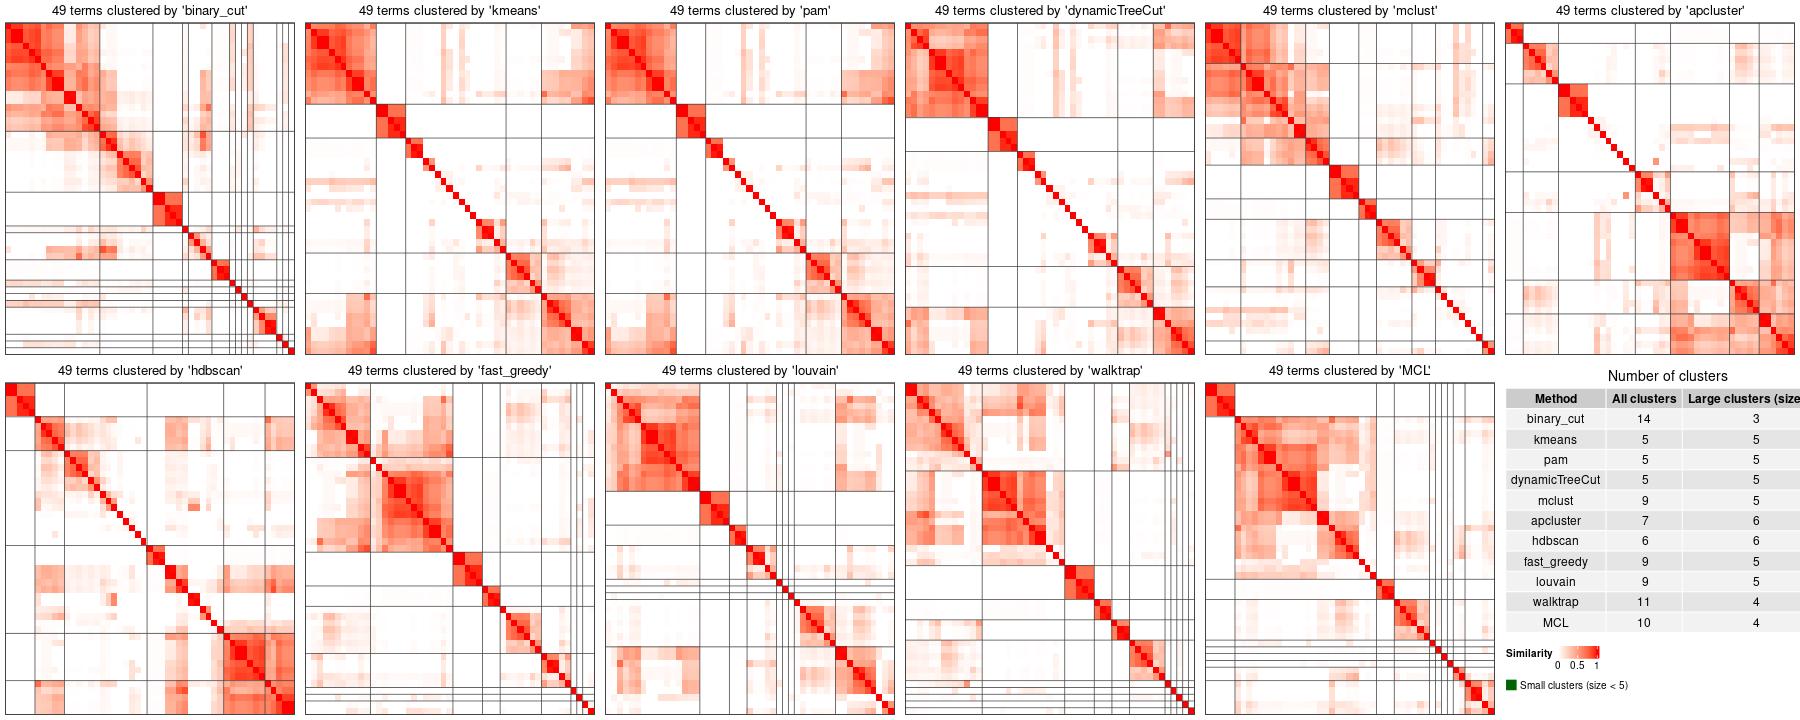 49 terms clustered by 'binary_cut'
49 terms clustered by 'kmeans'
49 terms clustered by 'pam'
49 terms clustered by 'dynamicTreeCut'
49 terms clustered by 'mclust'
49 terms clustered by 'apcluster'
49 terms clustered by 'hdbscan'
49 terms clustered by 'fast_greedy'
49 terms clustered by 'louvain'
49 terms clustered by 'walktrap'
49 terms clustered by 'MCL'
Number of clusters
Method All clusters Large clusters (size
binary_cut 14 3
kmeans 5 5
pam 5 5
dynamicTreeCut 5 5
mclust 9 5
apcluster 7 6
hdbscan 6 6
fast_greedy 9 5
louvain 9 5
walktrap 11 4
MCL 10 4
Similarity
0 0.5 1
Small clusters (size < 5)